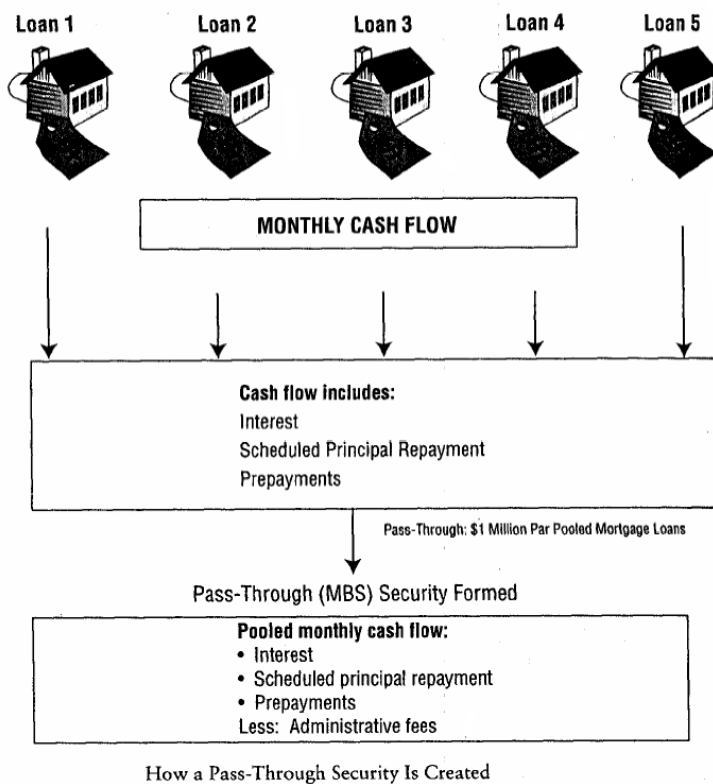 Loan 1 Loan 2 Loan 3 Loan 4 Loan 5
MONTHLY CASH FLOW
Cash flow includes:
Interest
Scheduled Principal Repayment
Prepayments
Pass-Through: $1 Million Par Pooled Mortgage Loans
Pass-Through (MBS) Security Formed
Pooled monthly cash flow:
• Interest
• Scheduled principal repayment
• Prepayments
Less: Administrative fees
How a Pass-Through Security Is Created